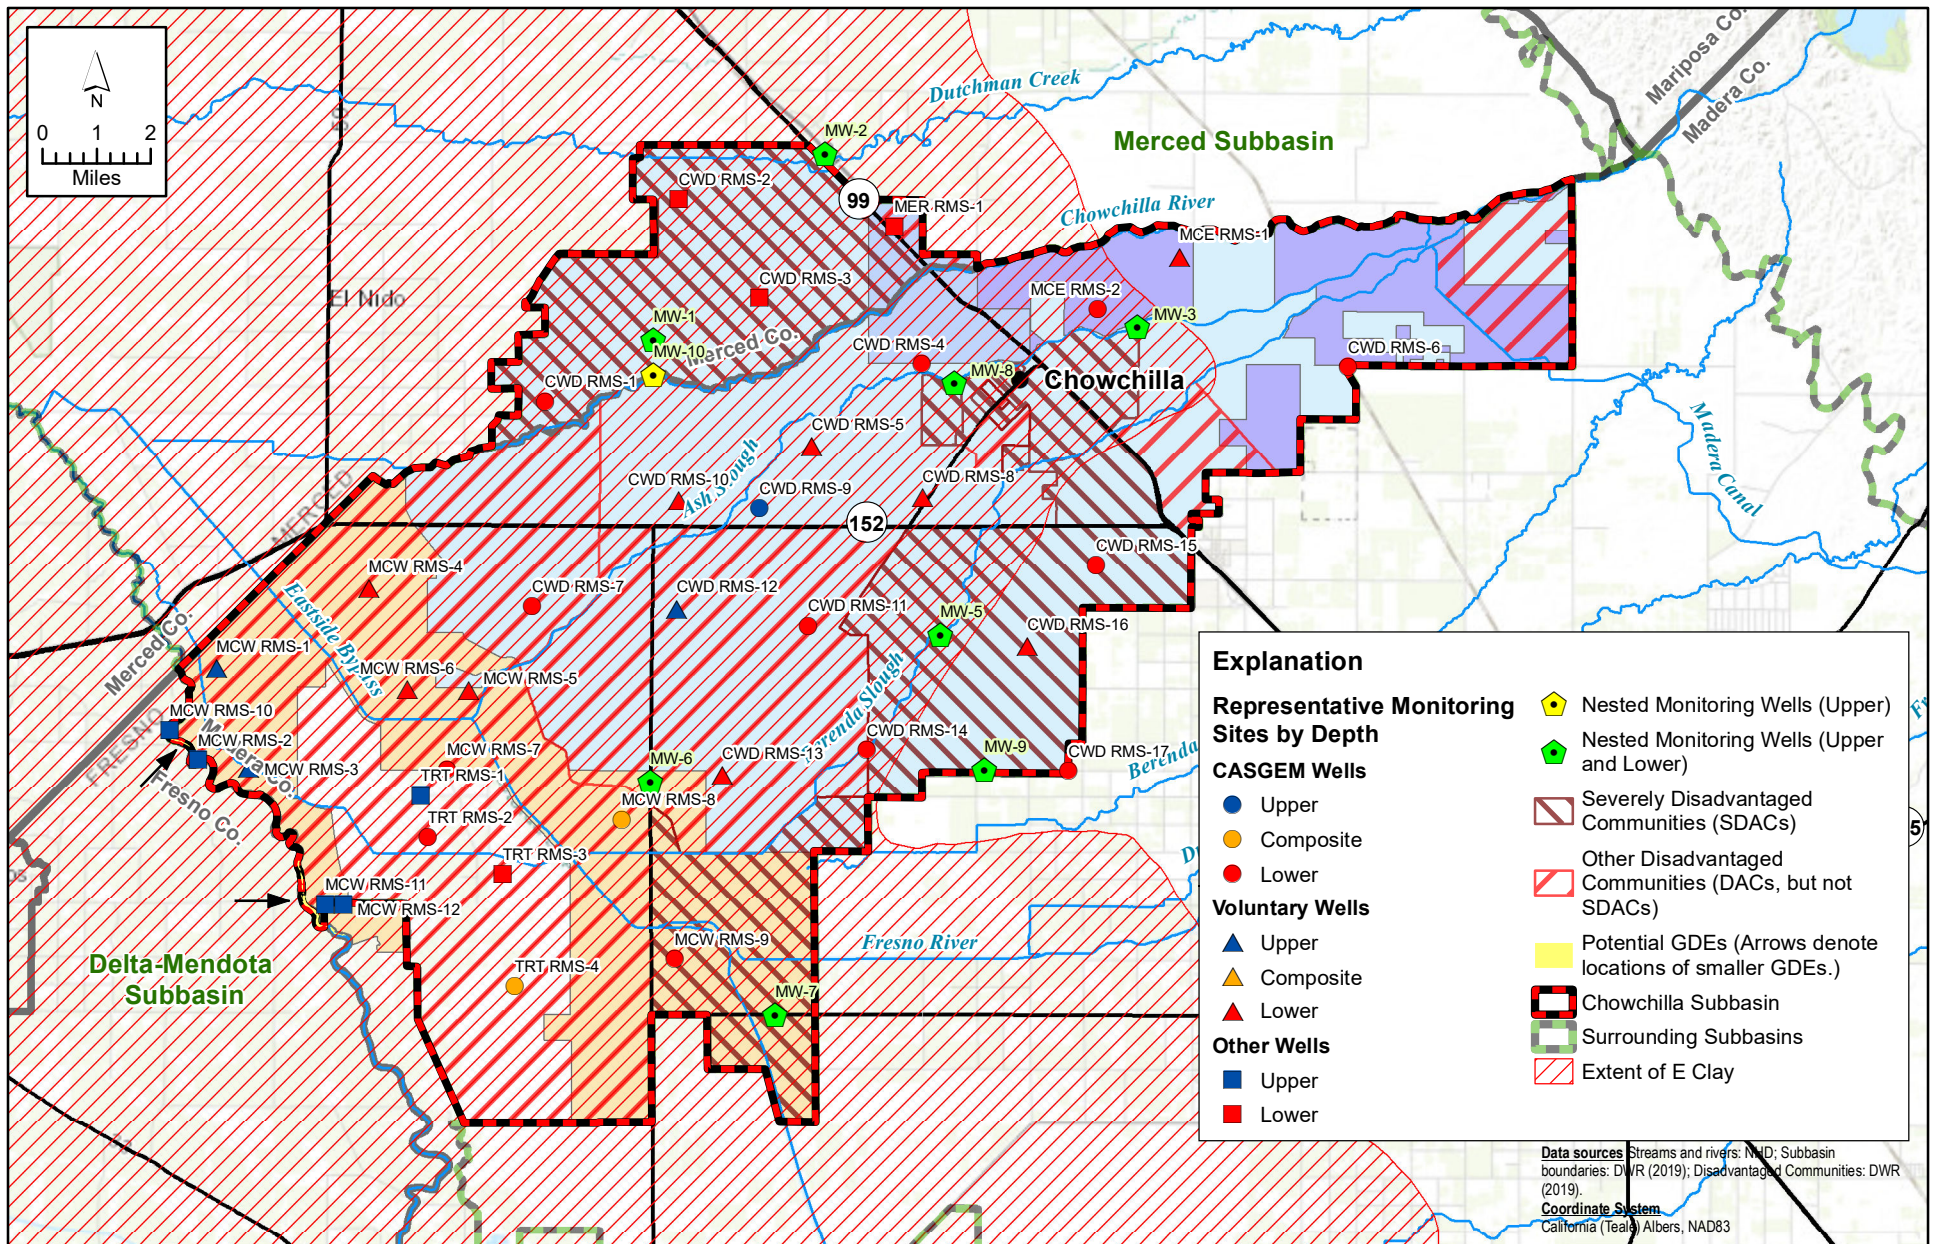 N
0 1 2
Miles
Dutchman Creek
Mariposa Co.
Madera Co.
MW-2
Merced Subbasin
CWD RMS-2
99
MER RMS-1
Chowchilla River
MCE RMS-1
59
El Nido
CWD RMS-3
MCE RMS-2
MW-1
MW-3
MW-10
Merced Co.
CWD RMS-4
CWD RMS-6
MW-8
Chowchilla
CWD RMS-1
CWD RMS-5
Madera Canal
Ash Slough
CWD RMS-10
CWD RMS-9
CWD RMS-8
MERCED
152
CWD RMS-15
MCW RMS-4
CWD RMS-7
CWD RMS-12
CWD RMS-11
MW-5
CWD RMS-16
Eastside Bypass
Merced Co.
MCW RMS-1
MCW RMS-6
MCW RMS-5
Berenda Slough
MCW RMS-10
FRESNO
MCW RMS-2
Madera Co.
MCW RMS-3
Fresno Co.
MCW RMS-7
TRT RMS-1
MW-6
CWD RMS-13
CWD RMS-14
MW-9
CWD RMS-17
Berenda
MCW RMS-8
TRT RMS-2
TRT RMS-3
MCW RMS-11
MCW RMS-12
MCW RMS-9
Fresno River
Delta-Mendota
Subbasin
TRT RMS-4
MW-7
Explanation
Representative Monitoring
Sites by Depth
CASGEM Wells
Upper
Composite
Lower
Voluntary Wells
Upper
Composite
Lower
Other Wells
Upper
Lower
Nested Monitoring Wells (Upper)
Nested Monitoring Wells (Upper
and Lower)
Severely Disadvantaged
Communities (SDACs)
Other Disadvantaged
Communities (DACs, but not
SDACs)
Potential GDEs (Arrows denote
locations of smaller GDEs.)
Chowchilla Subbasin
Surrounding Subbasins
Extent of E Clay
Data sources Streams and rivers: NHD; Subbasin
boundaries: DWR (2019); Disadvantaged Communities: DWR
(2019).
Coordinate System
California (Teale) Albers, NAD83